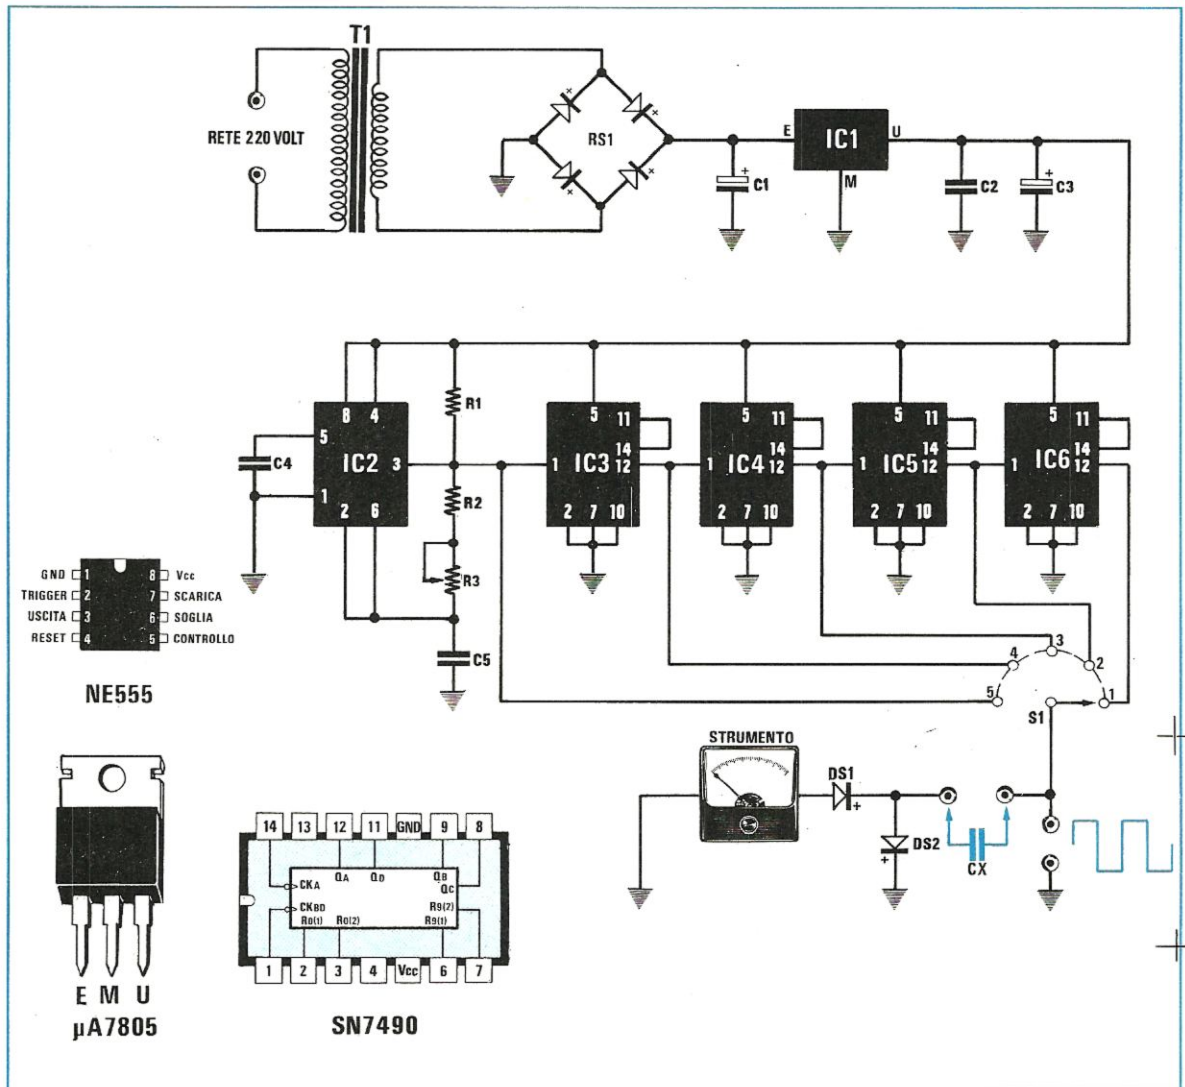 T1
RETE 220 VOLT
RS1
E IC1 U
M
+ C1
C2
+ C3
8 4
5
IC2 3
1
2 6
C4
R1
R2
R3
C5
5 11
14
1 IC3 12
2 7 10
5 11
14
1 IC4 12
2 7 10
5 11
14
1 IC5 12
2 7 10
5 11
14
1 IC6 12
2 7 10
5 4 3 2 1
S1
GND 1 8 Vcc
TRIGGER 2 7 SCARICA
USCITA 3 6 SOGLIA
RESET 4 5 CONTROLLO
NE555
STRUMENTO
DS1
+
DS2
+
CX
E M U
µA7805
14 13 12 11 GND 9 8
QA QD QB
QC
CKA
CKBD R9(2)
R0(1) R0(2) R9(1)
1 2 3 4 Vcc 6 7
SN7490